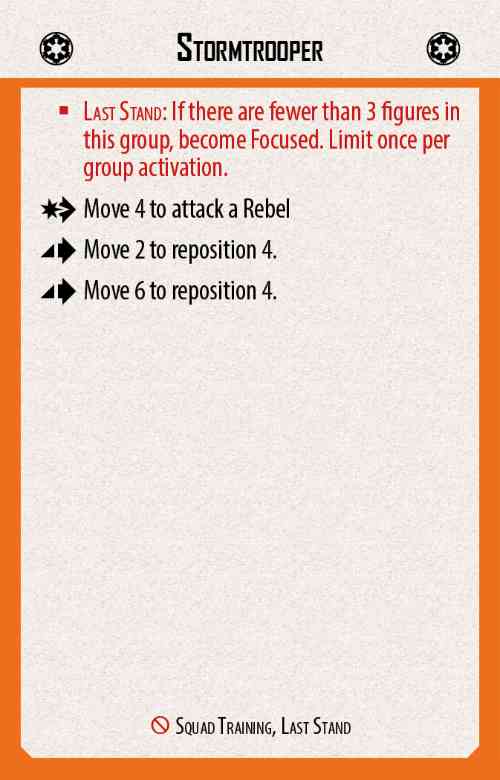 Stormtrooper
Last Stand: If there are fewer than 3 figures in
this group, become Focused. Limit once per
group activation.
Move 4 to attack a Rebel
Move 2 to reposition 4.
Move 6 to reposition 4.
Squad Training, Last Stand